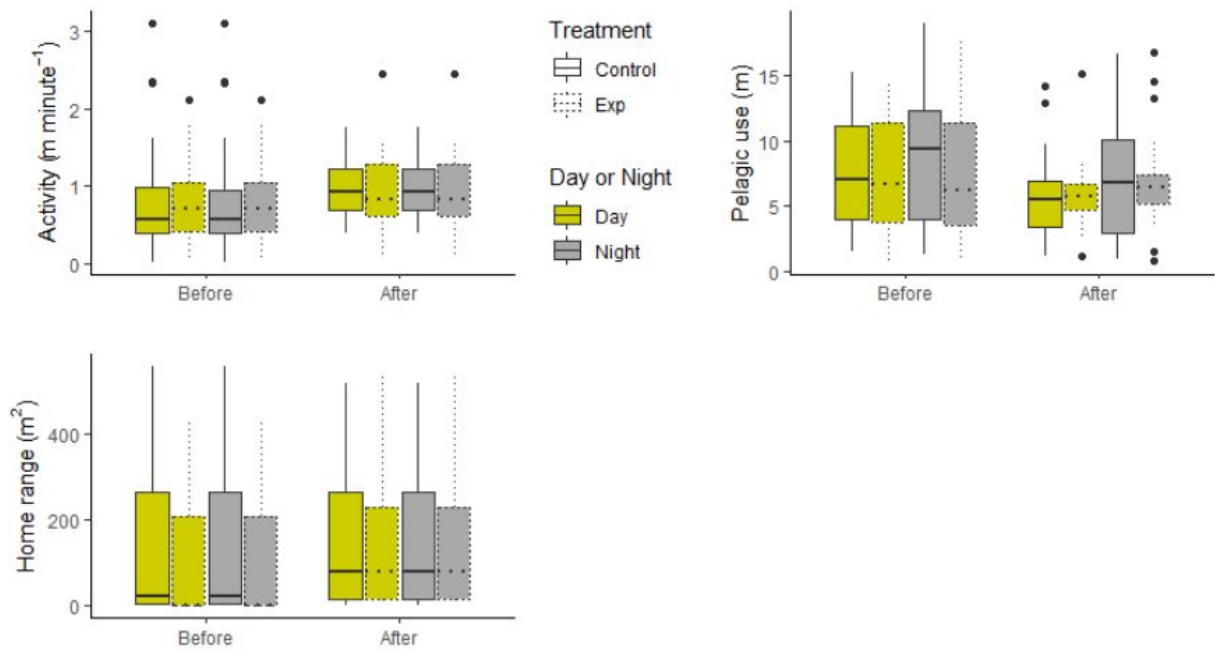 Activity (m minute⁻¹)
3
2
1
0
Before
After
Treatment
Control
Exp
Day or Night
Day
Night
Pelagic use (m)
15
10
5
0
Before
After
Home range (m²)
400
200
0
Before
After